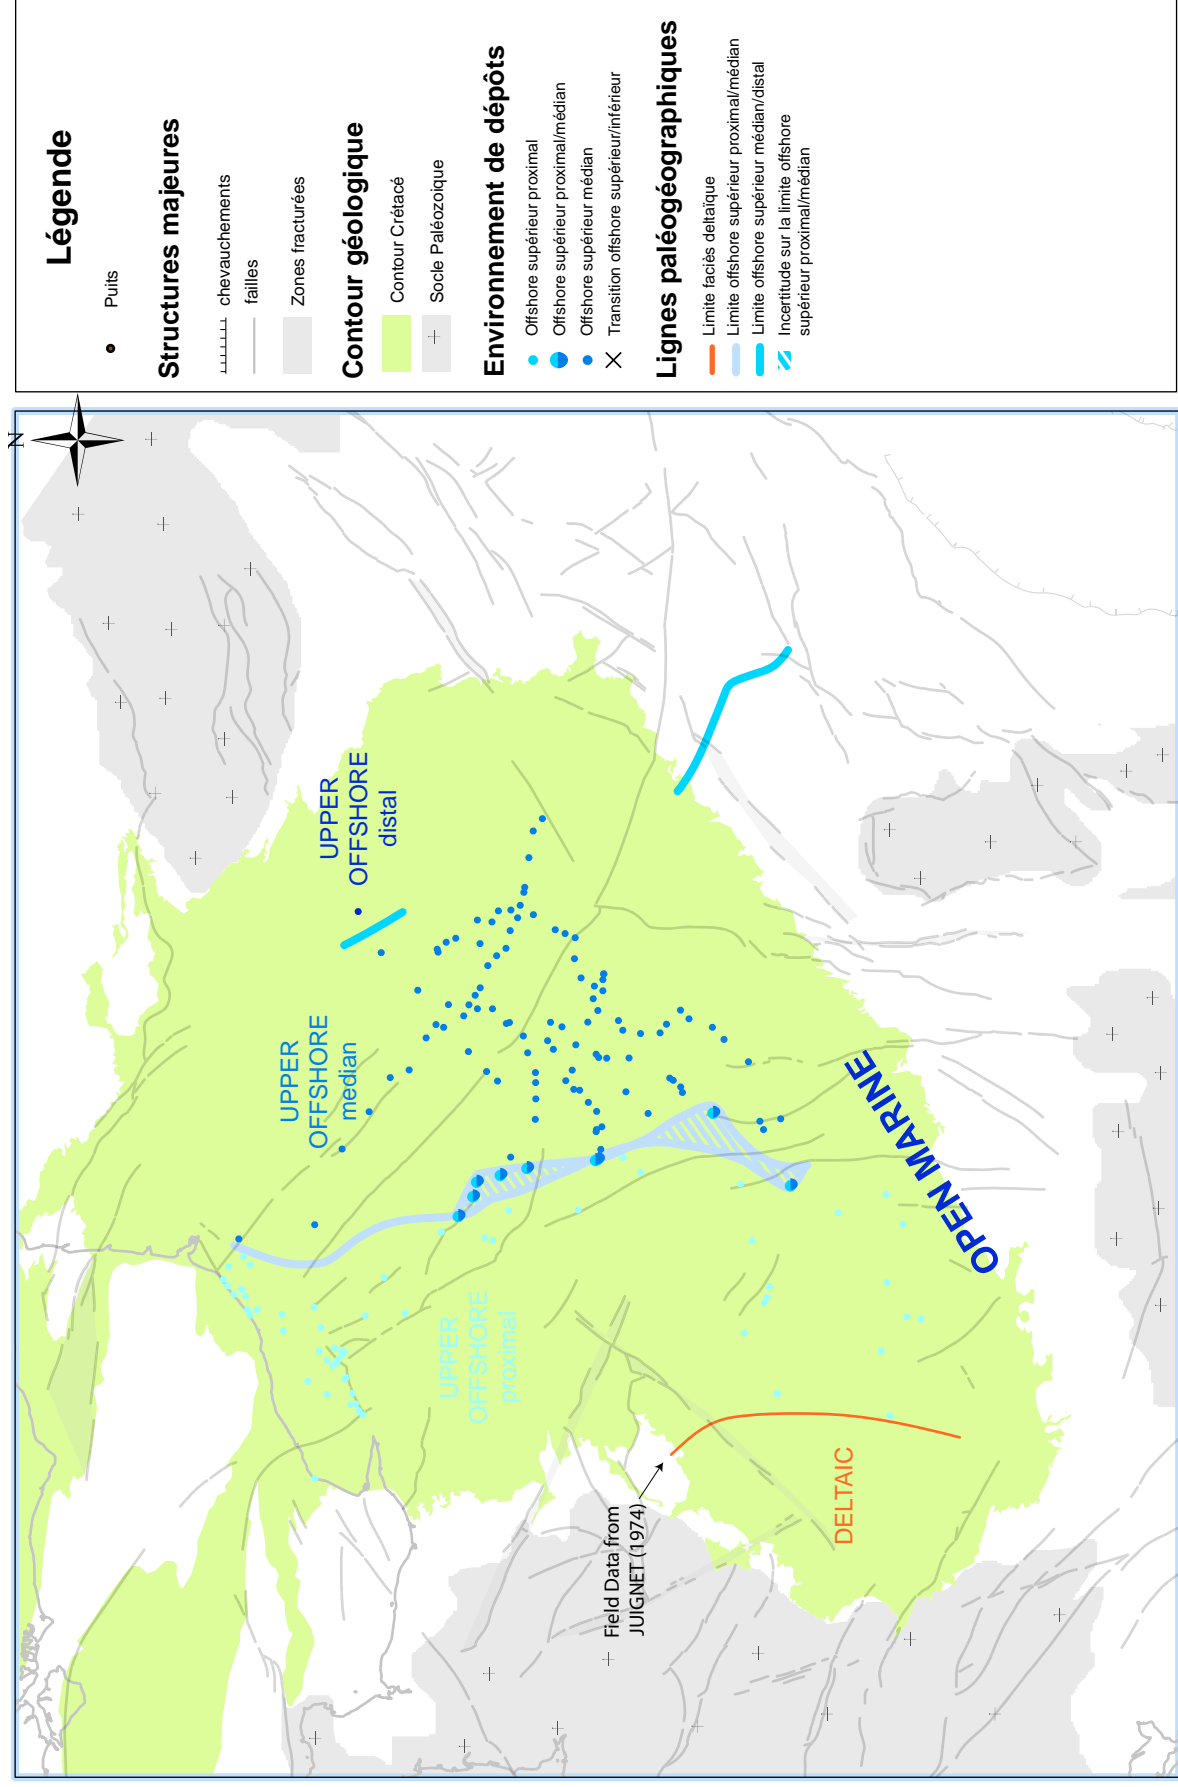 Légende
Puits
Structures majeures
chevauchements
failles
Zones fracturées
Contour géologique
Contour Crétacé
Socle Paléozoique
Environnement de dépôts
Offshore supérieur proximal
Offshore supérieur proximal/médian
Offshore supérieur médian
Transition offshore supérieur/inférieur
Lignes paléogéographiques
Limite faciès deltaïque
Limite offshore supérieur proximal/médian
Limite offshore supérieur médian/distal
Incertitude sur la limite offshore
supérieur proximal/médian
N
UPPER
OFFSHORE
distal
UPPER
OFFSHORE
median
UPPER
OFFSHORE
proximal
OPEN MARINE
DELTAIC
Field Data from
JUIGNET (1974)